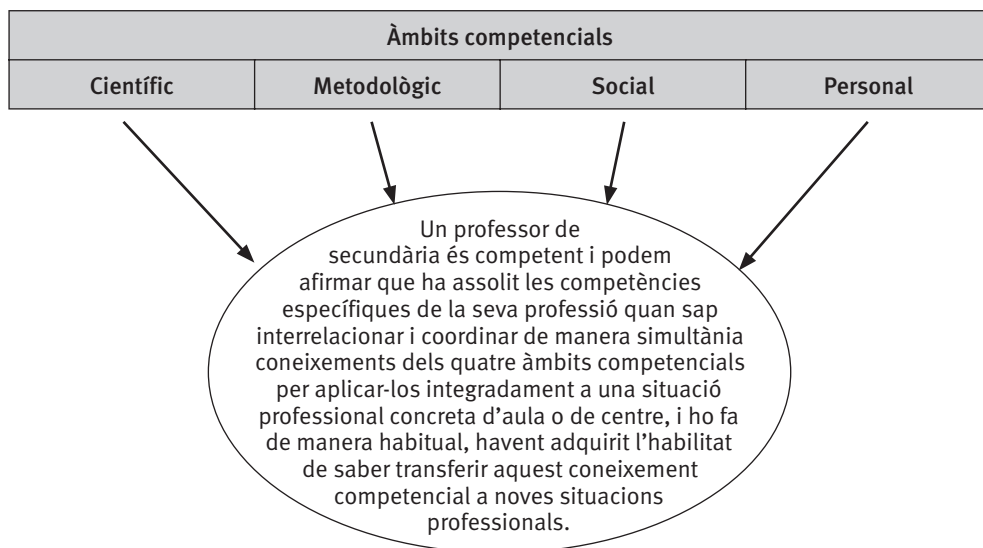 Àmbits competencials
Científic Metodològic Social Personal
Un professor de
secundària és competent i podem
afirmar que ha assolit les competències
específiques de la seva professió quan sap
interrelacionar i coordinar de manera simultània
coneixements dels quatre àmbits competencials
per aplicar-los integradament a una situació
professional concreta d’aula o de centre, i ho fa
de manera habitual, havent adquirit l’habilitat
de saber transferir aquest coneixement
competencial a noves situacions
professionals.